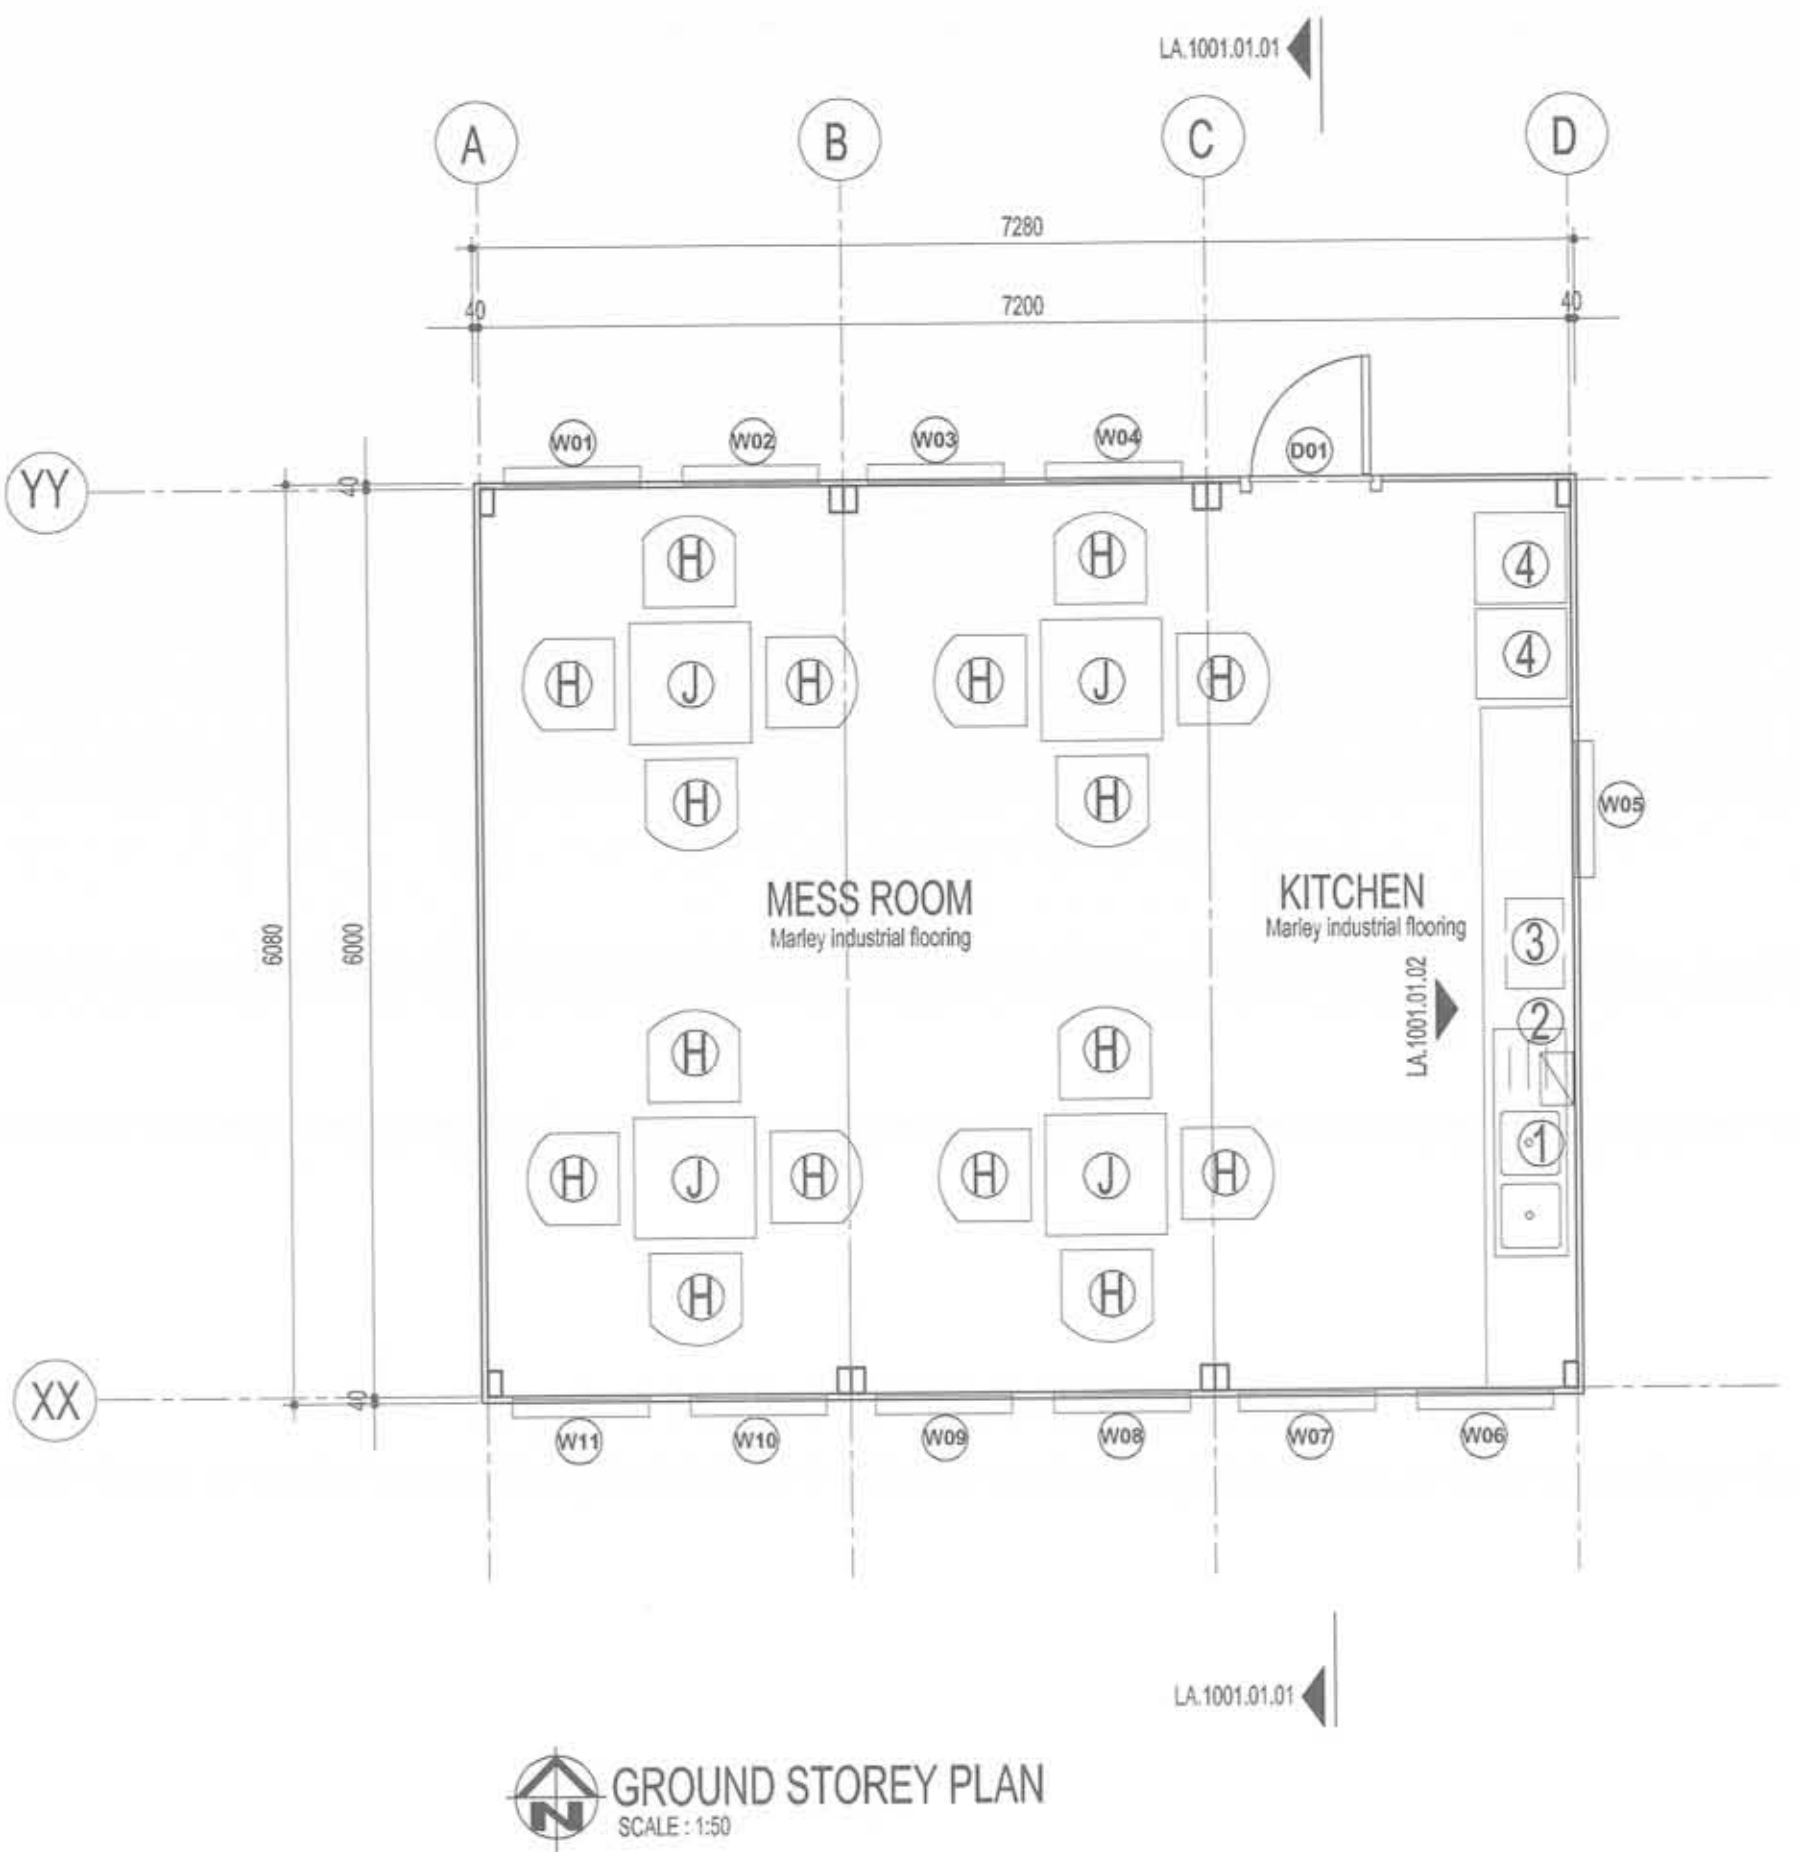 LA.1001.01.01
A B C D
7280
40 7200 40
W01 W02 W03 W04 D01
YY
40
H H
4
H J H H J H
4
H H
W05
MESS ROOM
Marley industrial flooring
KITCHEN
Marley industrial flooring
6080
6000
3
LA.1001.01.02
2
H H
1
H J H H J H
H H
XX
40
W11 W10 W09 W08 W07 W06
LA.1001.01.01
N
GROUND STOREY PLAN
SCALE : 1:50